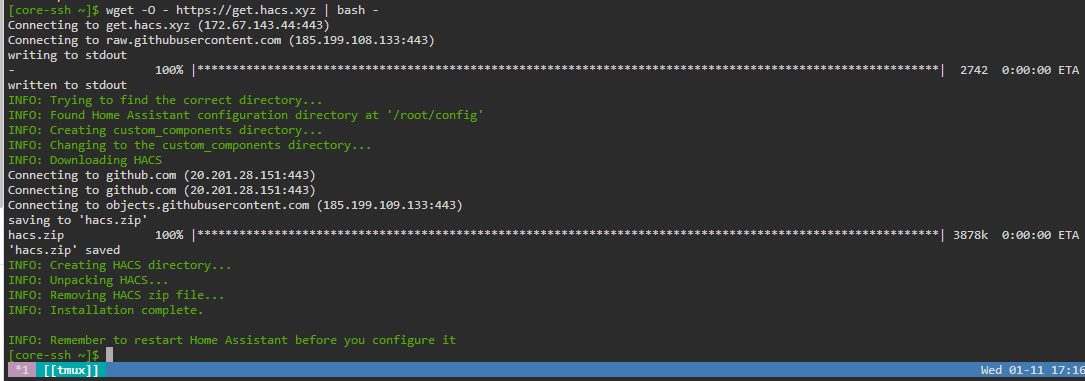 [core-ssh ~]$ wget -O - https://get.hacs.xyz | bash -
Connecting to get.hacs.xyz (172.67.143.44:443)
Connecting to raw.githubusercontent.com (185.199.108.133:443)
writing to stdout
-                    100% |**********************************************************************************************************| 2742  0:00:00 ETA
written to stdout
INFO: Trying to find the correct directory...
INFO: Found Home Assistant configuration directory at '/root/config'
INFO: Creating custom_components directory...
INFO: Changing to the custom_components directory...
INFO: Downloading HACS
Connecting to github.com (20.201.28.151:443)
Connecting to github.com (20.201.28.151:443)
Connecting to objects.githubusercontent.com (185.199.109.133:443)
saving to 'hacs.zip'
hacs.zip             100% |**********************************************************************************************************| 3878k  0:00:00 ETA
'hacs.zip' saved
INFO: Creating HACS directory...
INFO: Unpacking HACS...
INFO: Removing HACS zip file...
INFO: Installation complete.

INFO: Remember to restart Home Assistant before you configure it
[core-ssh ~]$
*1 [[tmux]] Wed 01-11 17:16